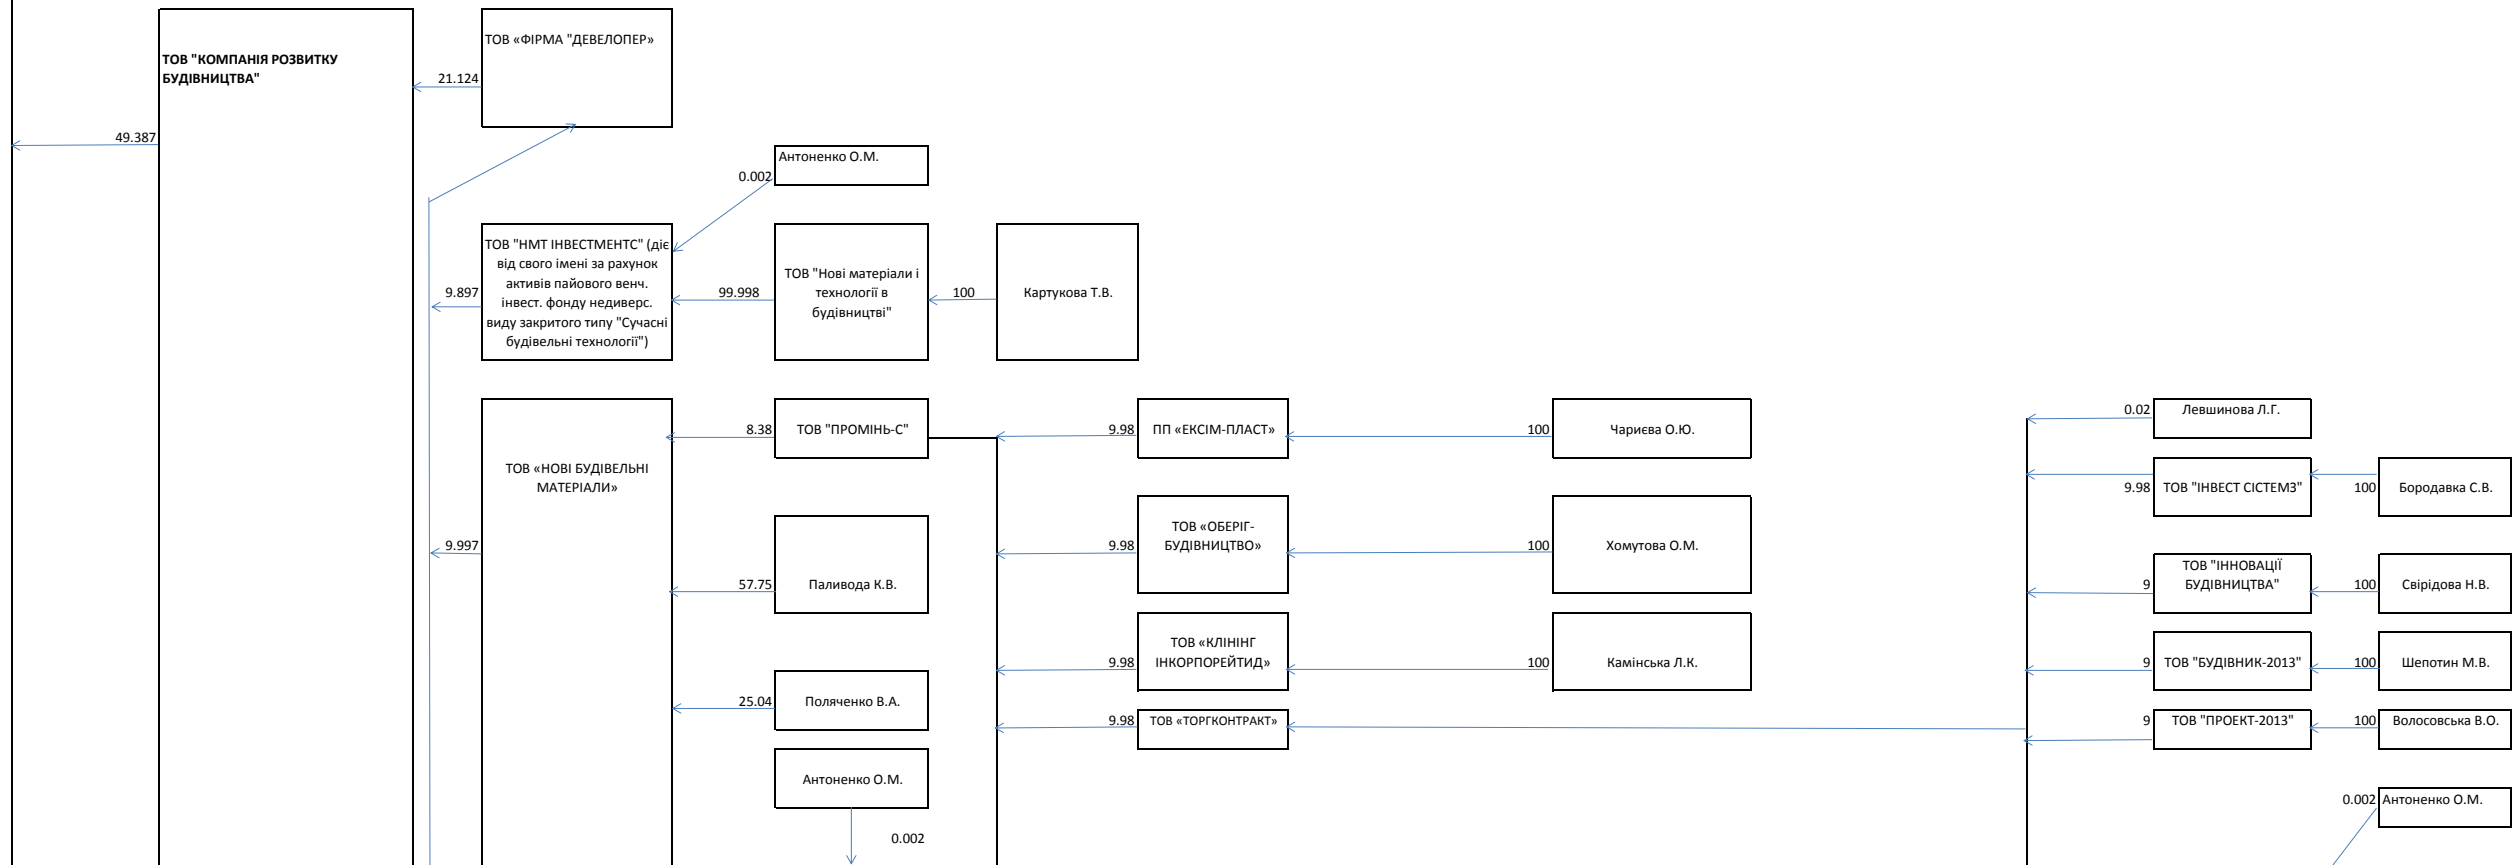 ТОВ "КОМПАНІЯ РОЗВИТКУ
БУДІВНИЦТВА"
49.387
21.124
ТОВ «ФІРМА "ДЕВЕЛОПЕР»
Антоненко О.М.
0.002
ТОВ "НМТ ІНВЕСТМЕНТС" (діє
від свого імені за рахунок
активів пайового венч.
інвест. фонду недиверс.
виду закритого типу "Сучасні
будівельні технології")
9.897
99.998
ТОВ "Нові матеріали і
технології в
будівництві"
100
Картукова Т.В.
ТОВ «НОВІ БУДІВЕЛЬНІ
МАТЕРІАЛИ»
9.997
8.38
ТОВ "ПРОМІНЬ-С"
57.75
Паливода К.В.
25.04
Поляченко В.А.
Антоненко О.М.
0.002
9.98
ПП «ЕКСІМ-ПЛАСТ»
100
Чариєва О.Ю.
9.98
ТОВ «ОБЕРІГ-
БУДІВНИЦТВО»
100
Хомутова О.М.
9.98
ТОВ «КЛІНІНГ
ІНКОРПОРЕЙТИД»
100
Камінська Л.К.
9.98
ТОВ «ТОРГКОНТРАКТ»
0.02
Левшинова Л.Г.
9.98
ТОВ "ІНВЕСТ СІСТЕМЗ"
100
Бородавка С.В.
9
ТОВ "ІННОВАЦІЇ
БУДІВНИЦТВА"
100
Свірідова Н.В.
9
ТОВ "БУДІВНИК-2013"
100
Шепотин М.В.
9
ТОВ "ПРОЕКТ-2013"
100
Волосовська В.О.
0.002
Антоненко О.М.